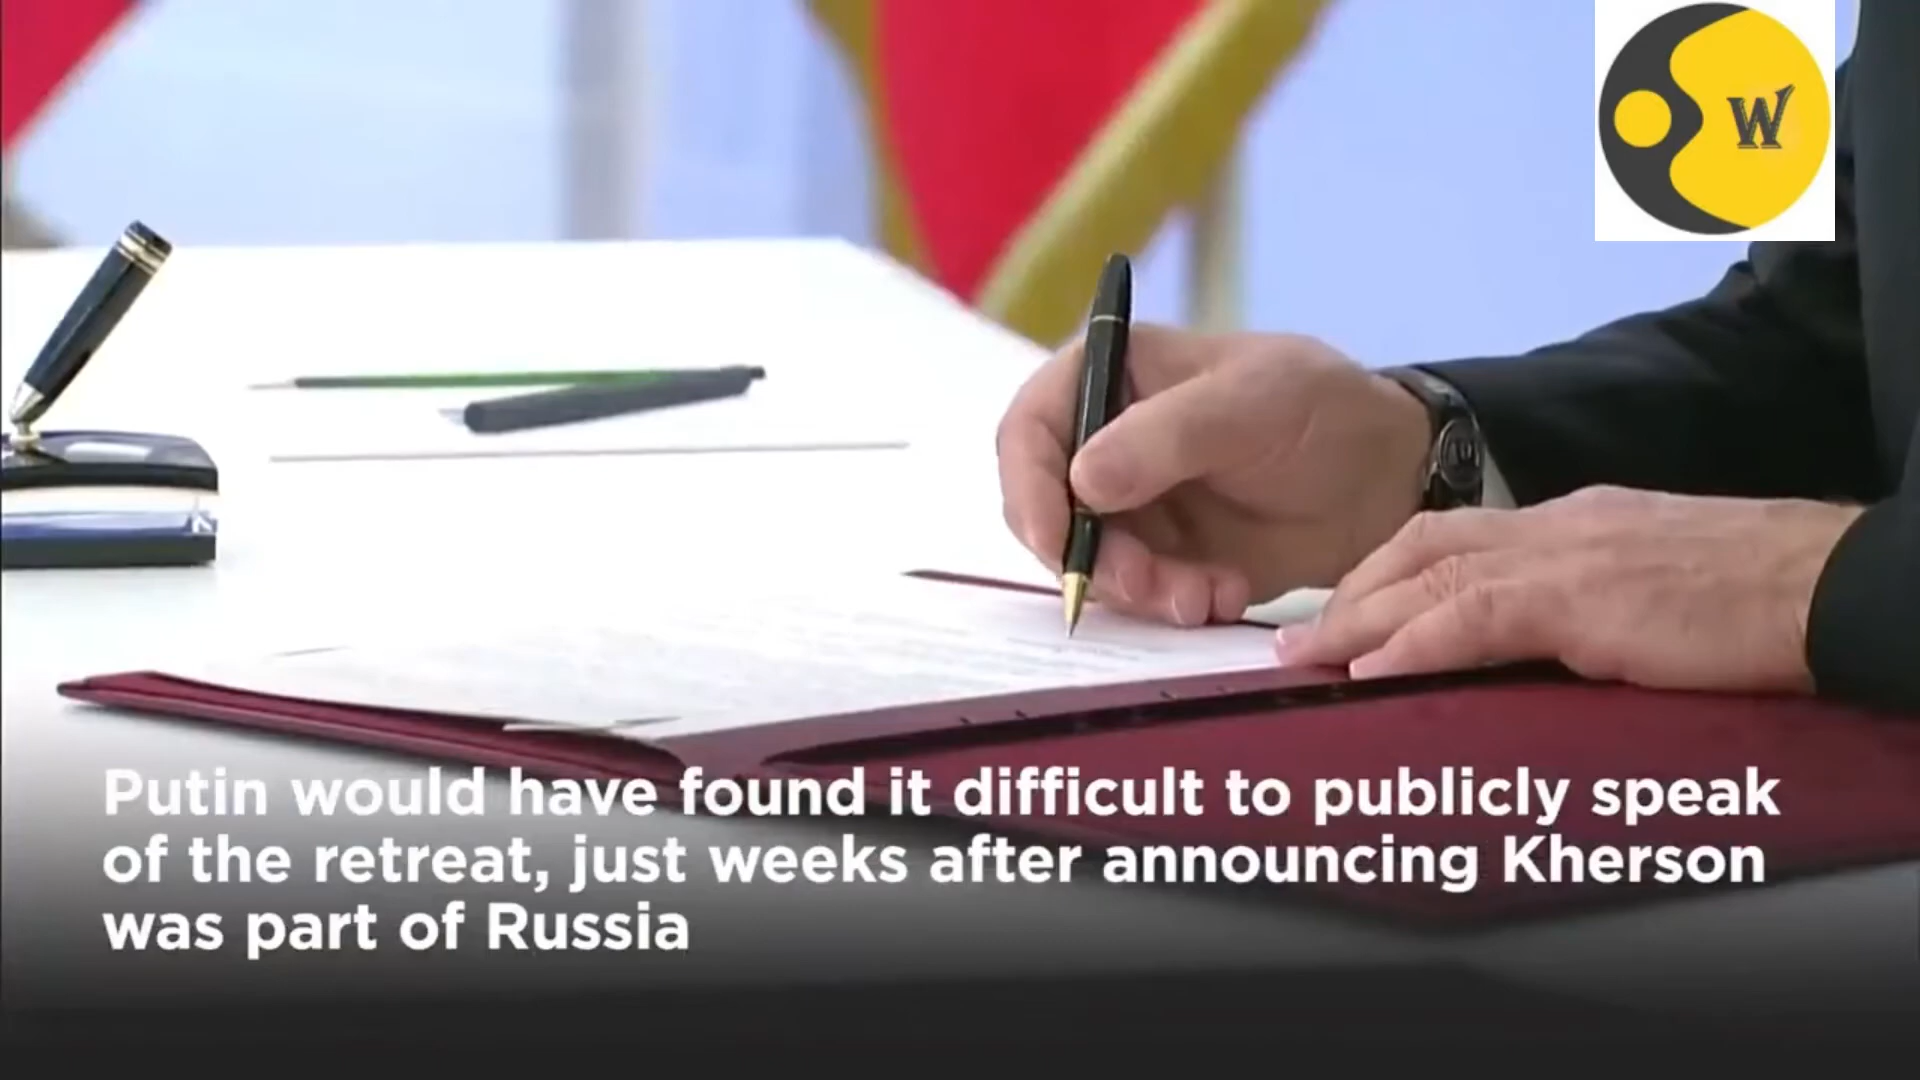 W
Putin would have found it difficult to publicly speak
of the retreat, just weeks after announcing Kherson
was part of Russia